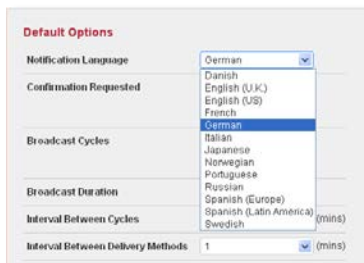 Default Options
Notification Language
German
Danish
English (U.K.)
English (US)
French
German
Italian
Japanese
Norwegian
Portuguese
Russian
Spanish (Europe)
Spanish (Latin America)
Swedish
Confirmation Requested
Broadcast Cycles
Broadcast Duration
Interval Between Cycles
(mins)
Interval Between Delivery Methods
1
(mins)